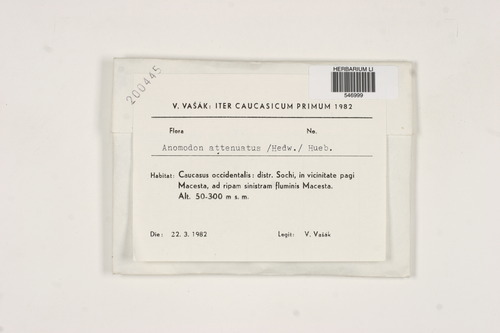 200445
HERBARIUM LI
546999
V. VAŠÁK: ITER CAUCASICUM PRIMUM 1982
Flora No.
Anomodon attenuatus /Hedw./ Hueb.
Habitat: Caucasus occidentalis: distr. Sochi, in vicinitate pagi
Macesta, ad ripam sinistram fluminis Macesta.
Alt. 50-300 m s. m.
Die: 22. 3. 1982 Legit: V. Vašák